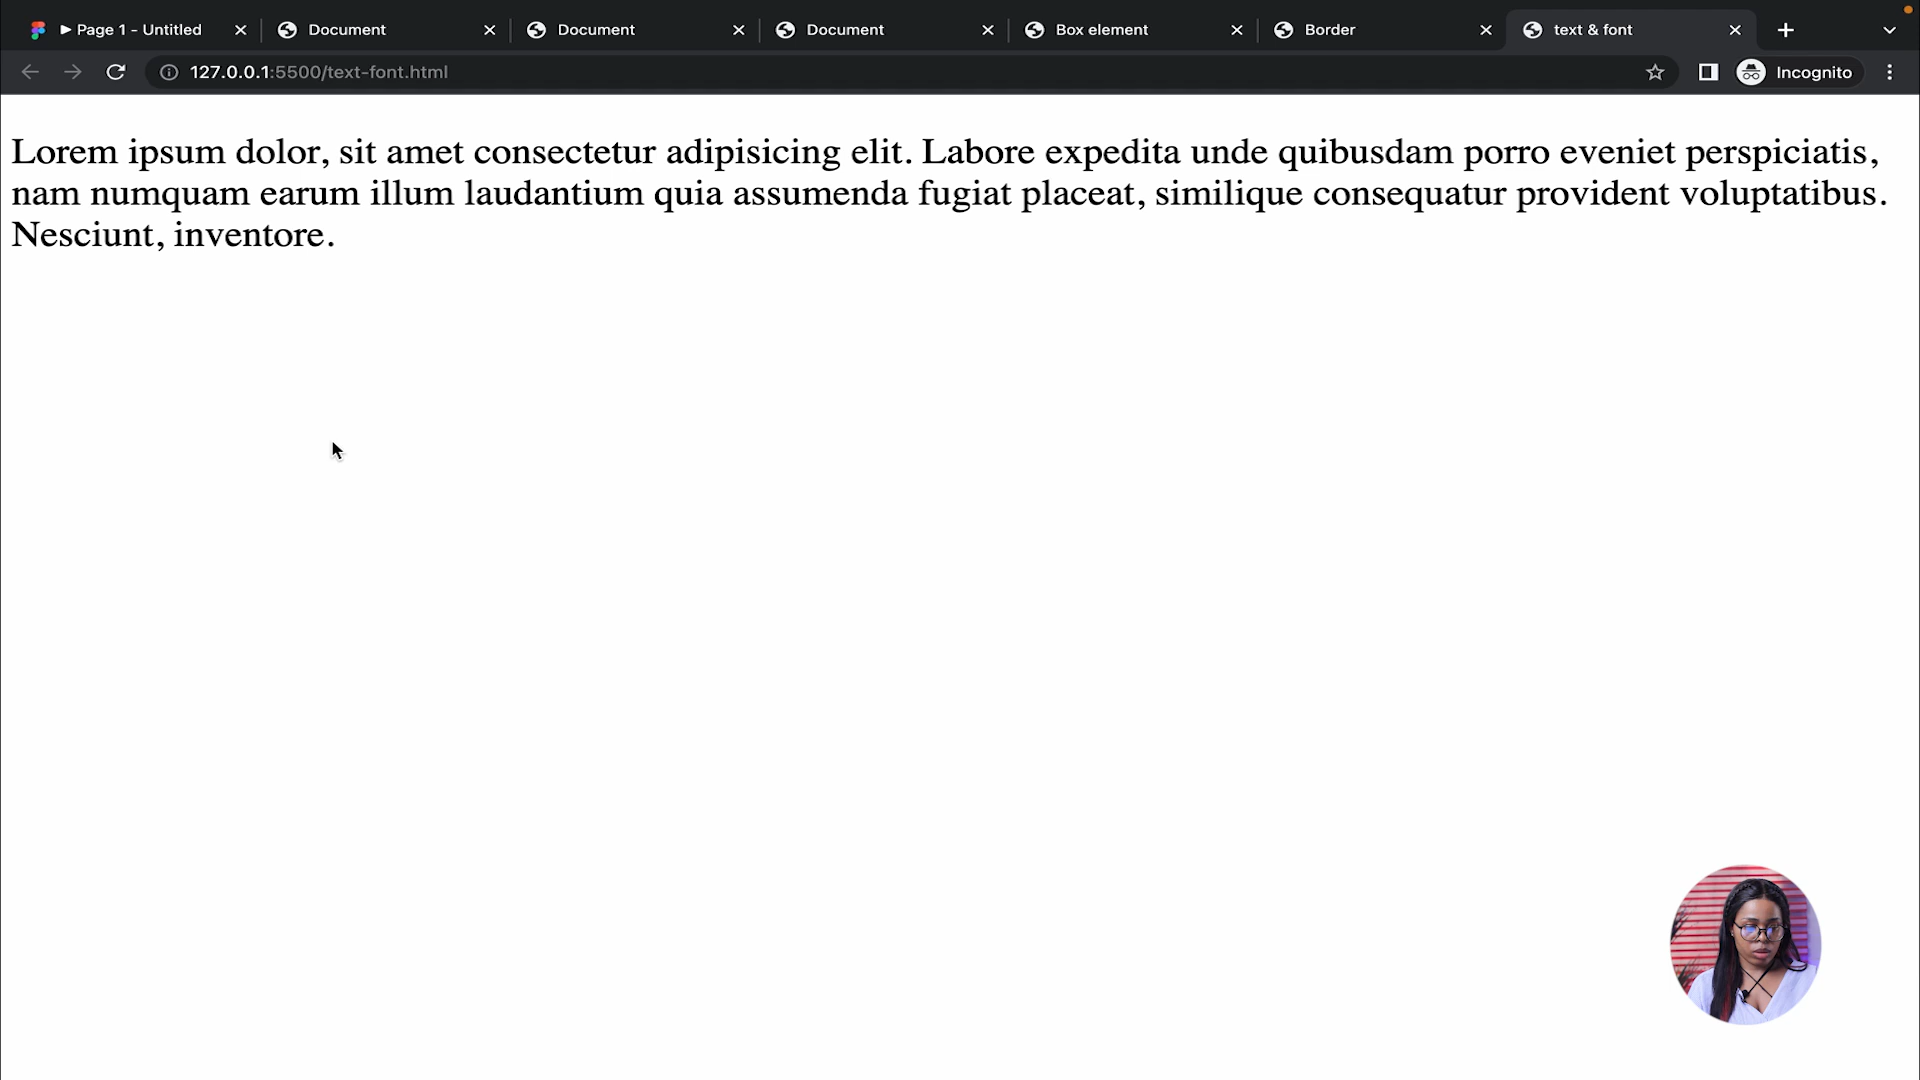 Page 1 - Untitled
Document
Document
Document
Box element
Border
text & font
127.0.0.1:5500/text-font.html
Incognito
Lorem ipsum dolor, sit amet consectetur adipisicing elit. Labore expedita unde quibusdam porro eveniet perspiciatis,
nam numquam earum illum laudantium quia assumenda fugiat placeat, similique consequatur provident voluptatibus.
Nesciunt, inventore.